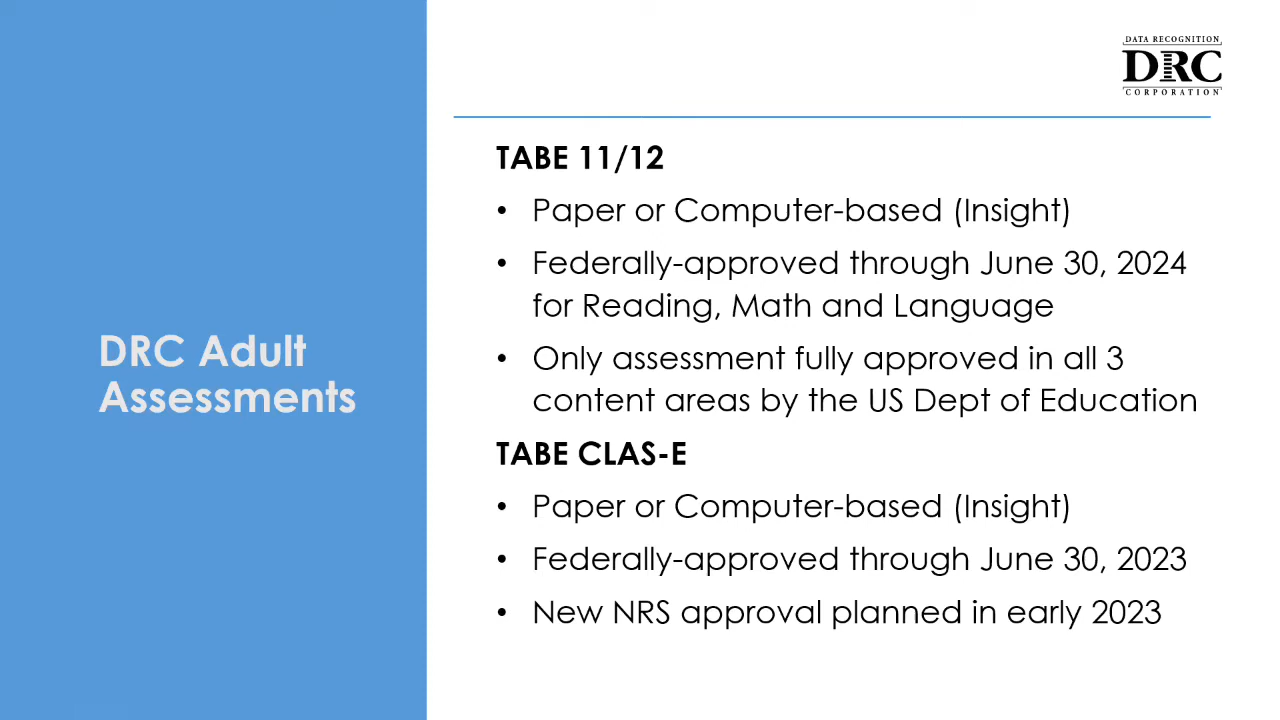 DATA RECOGNITION
DRC
CORPORATION
DRC Adult
Assessments
TABE 11/12
• Paper or Computer-based (Insight)
• Federally-approved through June 30, 2024
for Reading, Math and Language
• Only assessment fully approved in all 3
content areas by the US Dept of Education
TABE CLAS-E
• Paper or Computer-based (Insight)
• Federally-approved through June 30, 2023
• New NRS approval planned in early 2023